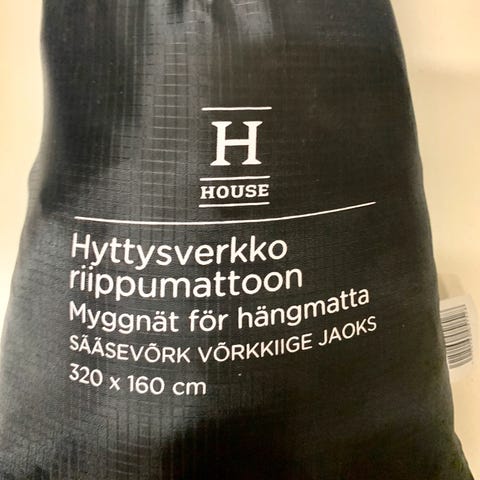 H
HOUSE
Hyttysverkko
riippumattoon
Myggnät för hängmatta
SÄÄSEVÕRK VÕRKKIIGE JAOKS
320 x 160 cm